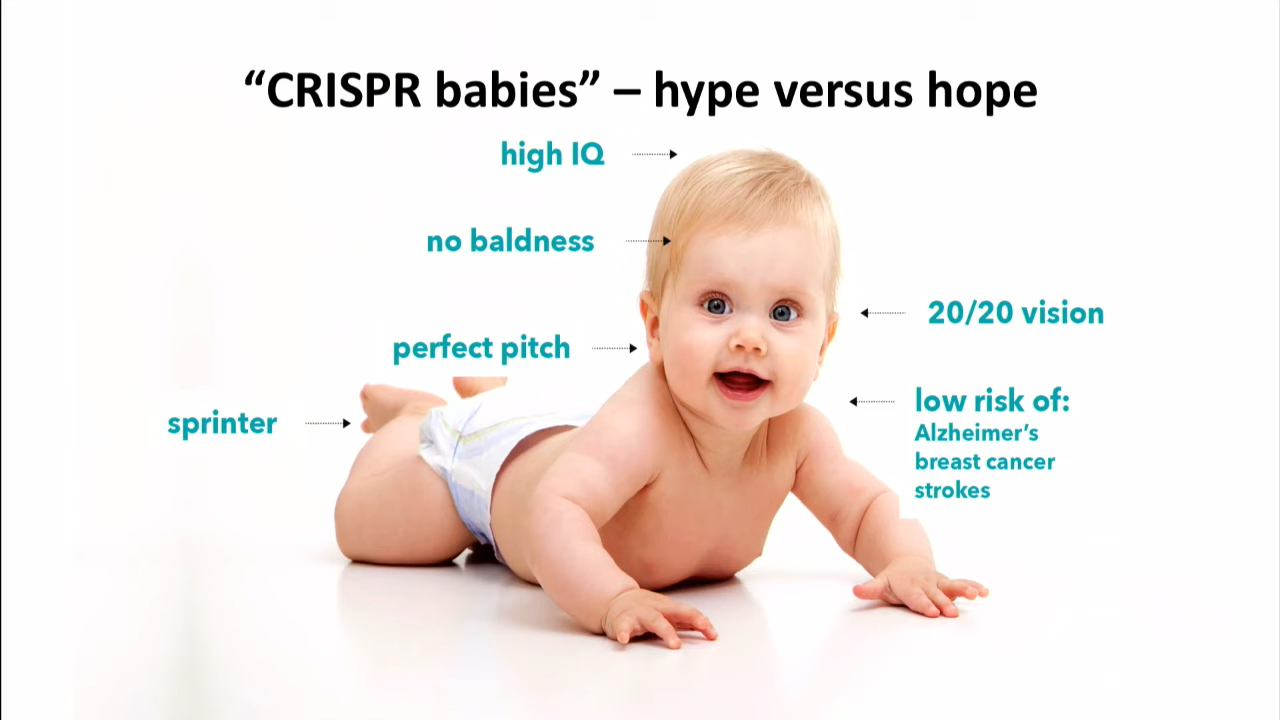 “CRISPR babies” – hype versus hope
high IQ
no baldness
20/20 vision
perfect pitch
low risk of:
Alzheimer’s
breast cancer
strokes
sprinter